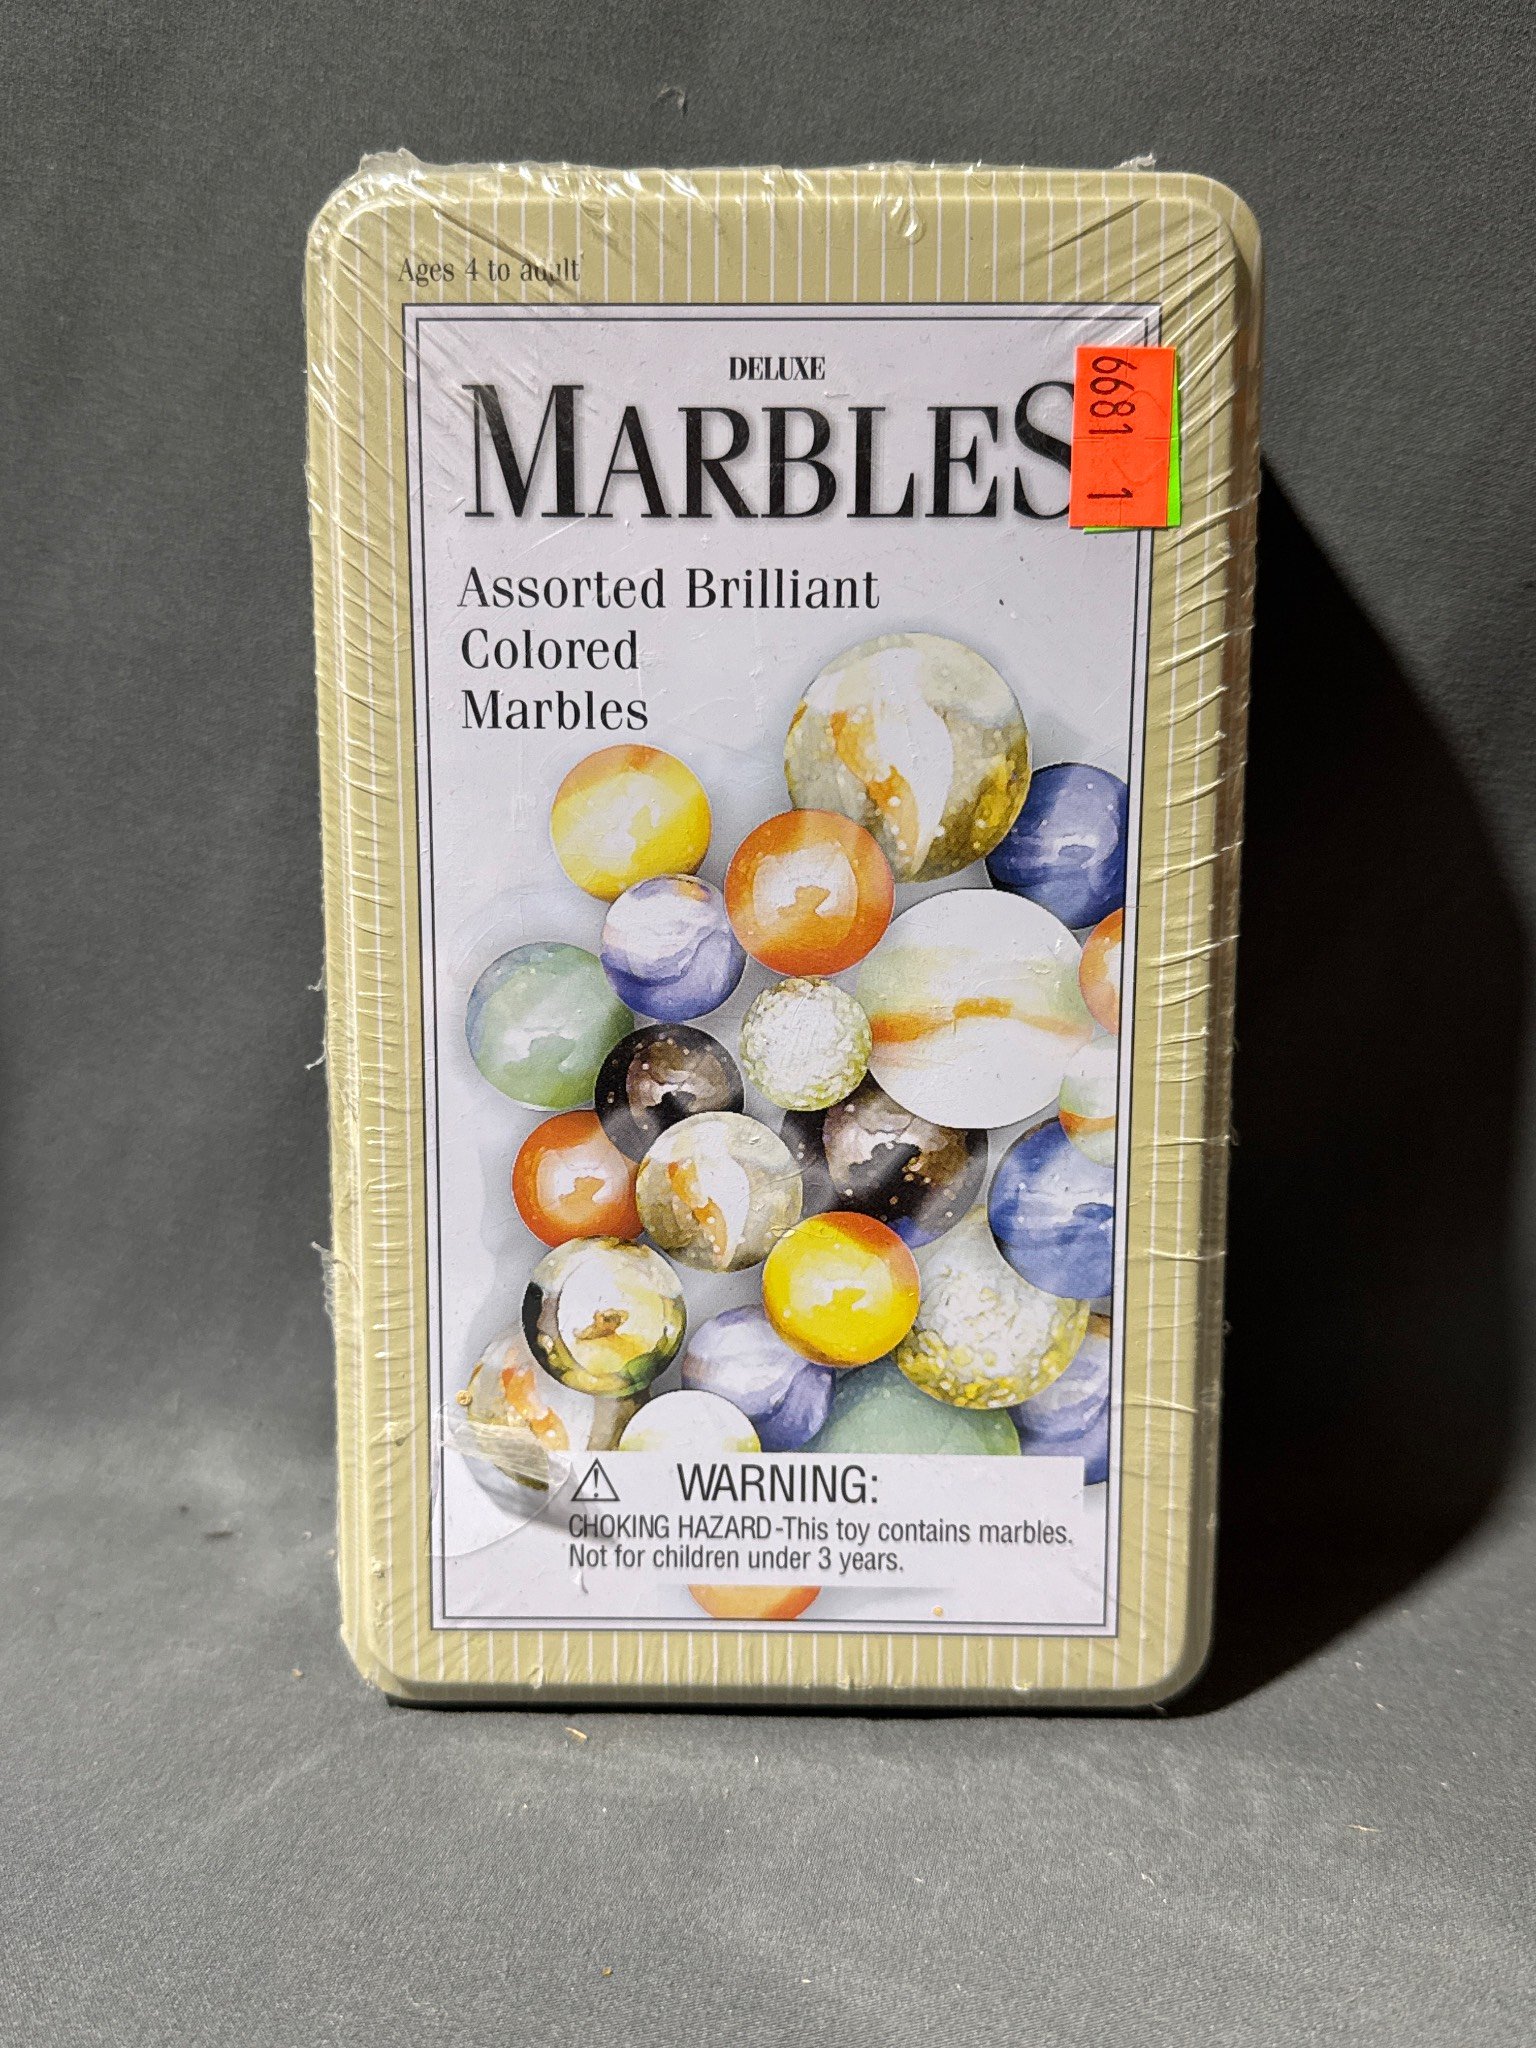 Ages 4 to adult
DELUXE
MARBLES
6681 1
Assorted Brilliant
Colored
Marbles
WARNING:
CHOKING HAZARD-This toy contains marbles.
Not for children under 3 years.